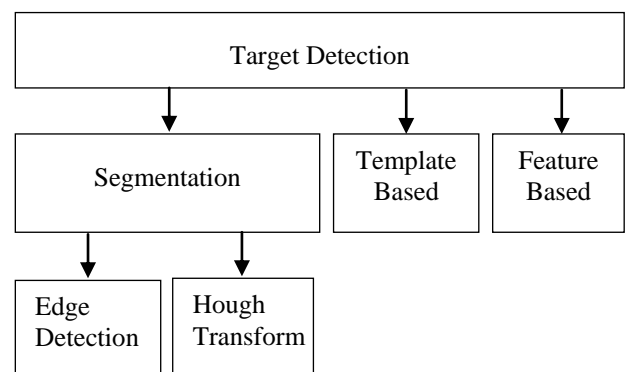 Target Detection
Segmentation
Template
Based
Feature
Based
Edge
Detection
Hough
Transform